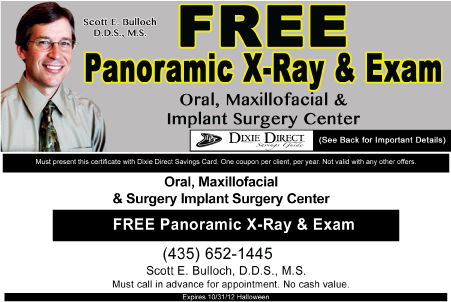 Scott E. Bulloch
D.D.S., M.S.
FREE
Panoramic X-Ray & Exam
Oral, Maxillofacial &
Implant Surgery Center
DIXIE DIRECT
Savings Guide
(See Back for Important Details)
Must present this certificate with Dixie Direct Savings Card. One coupon per client, per year. Not valid with any other offers.
Oral, Maxillofacial
& Surgery Implant Surgery Center
FREE Panoramic X-Ray & Exam
(435) 652-1445
Scott E. Bulloch, D.D.S., M.S.
Must call in advance for appointment. No cash value.
Expires 10/31/12 Halloween